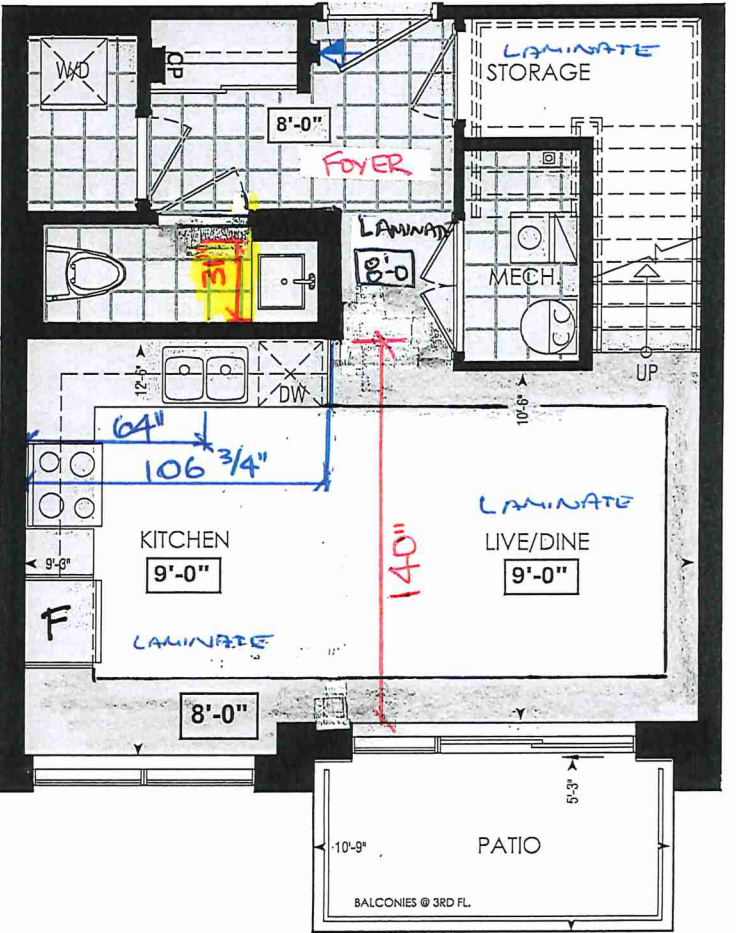 W/D
CP
LAMINATE
STORAGE
8'-0"
FOYER
LAMINATE
8'-0
31"
MECH.
UP
12'-6"
DW
10'-6"
64"
106 3/4"
140"
LAMINATE
KITCHEN
LIVE/DINE
9'-3"
9'-0"
9'-0"
F
LAMINATE
8'-0"
5'-3"
10'-9"
PATIO
BALCONIES @ 3RD FL.